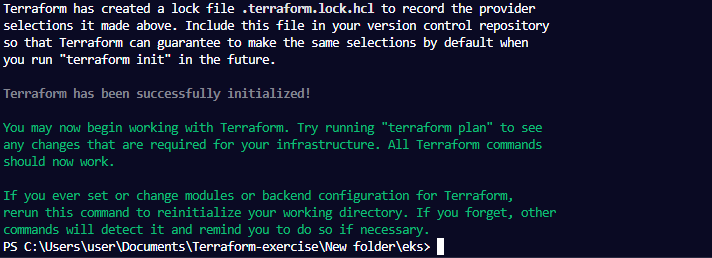 Terraform has created a lock file .terraform.lock.hcl to record the provider
selections it made above. Include this file in your version control repository
so that Terraform can guarantee to make the same selections by default when
you run "terraform init" in the future.
Terraform has been successfully initialized!
You may now begin working with Terraform. Try running "terraform plan" to see
any changes that are required for your infrastructure. All Terraform commands
should now work.
If you ever set or change modules or backend configuration for Terraform,
rerun this command to reinitialize your working directory. If you forget, other
commands will detect it and remind you to do so if necessary.
PS C:\Users\user\Documents\Terraform-exercise\New folder\eks>